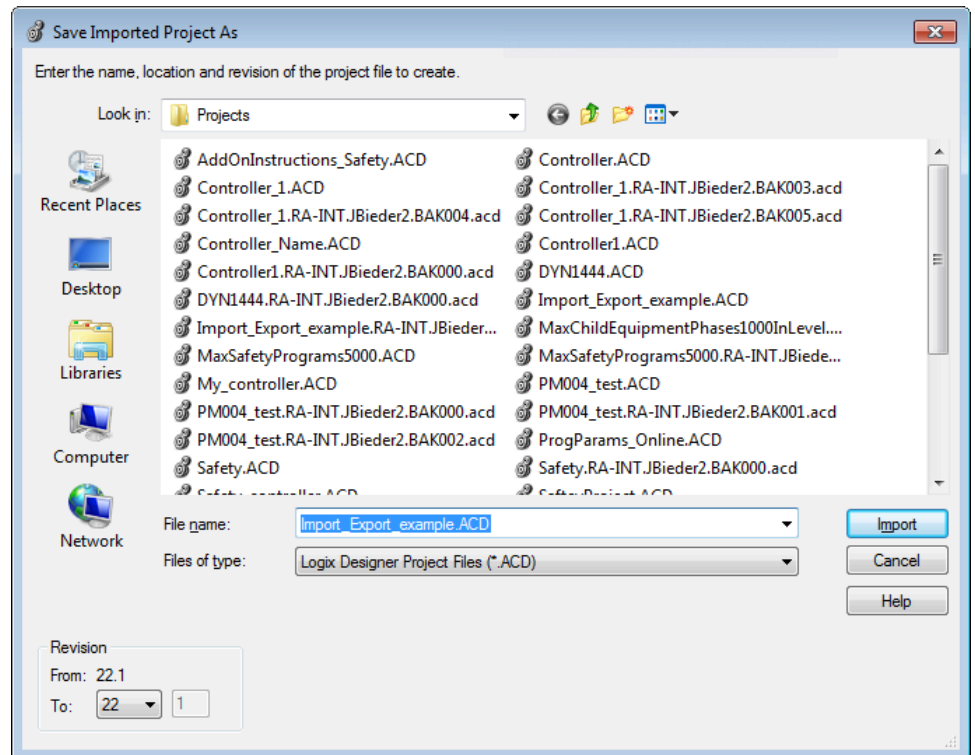 Save Imported Project As
Enter the name, location and revision of the project file to create.
Look in: Projects
Recent Places
Desktop
Libraries
Computer
Network
AddOnInstructions_Safety.ACD
Controller_1.ACD
Controller_1.RA-INT.JBieder2.BAK004.acd
Controller_Name.ACD
Controller1.RA-INT.JBieder2.BAK000.acd
DYN1444.RA-INT.JBieder2.BAK000.acd
Import_Export_example.RA-INT.JBieder...
MaxSafetyPrograms5000.ACD
My_controller.ACD
PM004_test.RA-INT.JBieder2.BAK000.acd
PM004_test.RA-INT.JBieder2.BAK002.acd
Safety.ACD
Safety_controller.ACD
Controller.ACD
Controller_1.RA-INT.JBieder2.BAK003.acd
Controller_1.RA-INT.JBieder2.BAK005.acd
Controller1.ACD
DYN1444.ACD
Import_Export_example.ACD
MaxChildEquipmentPhases1000InLevel....
MaxSafetyPrograms5000.RA-INT.JBiede...
PM004_test.ACD
PM004_test.RA-INT.JBieder2.BAK001.acd
ProgParams_Online.ACD
Safety.RA-INT.JBieder2.BAK000.acd
File name: Import_Export_example.ACD
Import
Files of type: Logix Designer Project Files (*.ACD)
Cancel
Help
Revision
From: 22.1
To: 22 1